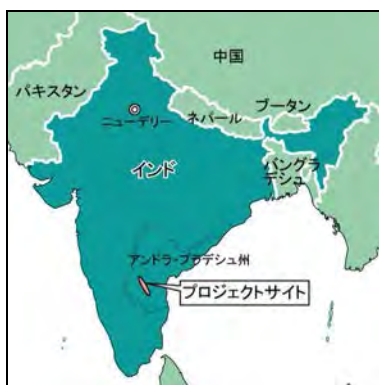 中国
パキスタン
ニューデリー
ネパール
ブータン
インド
バングラ
デシュ
アンドラ・プラデシュ州
プロジェクトサイト